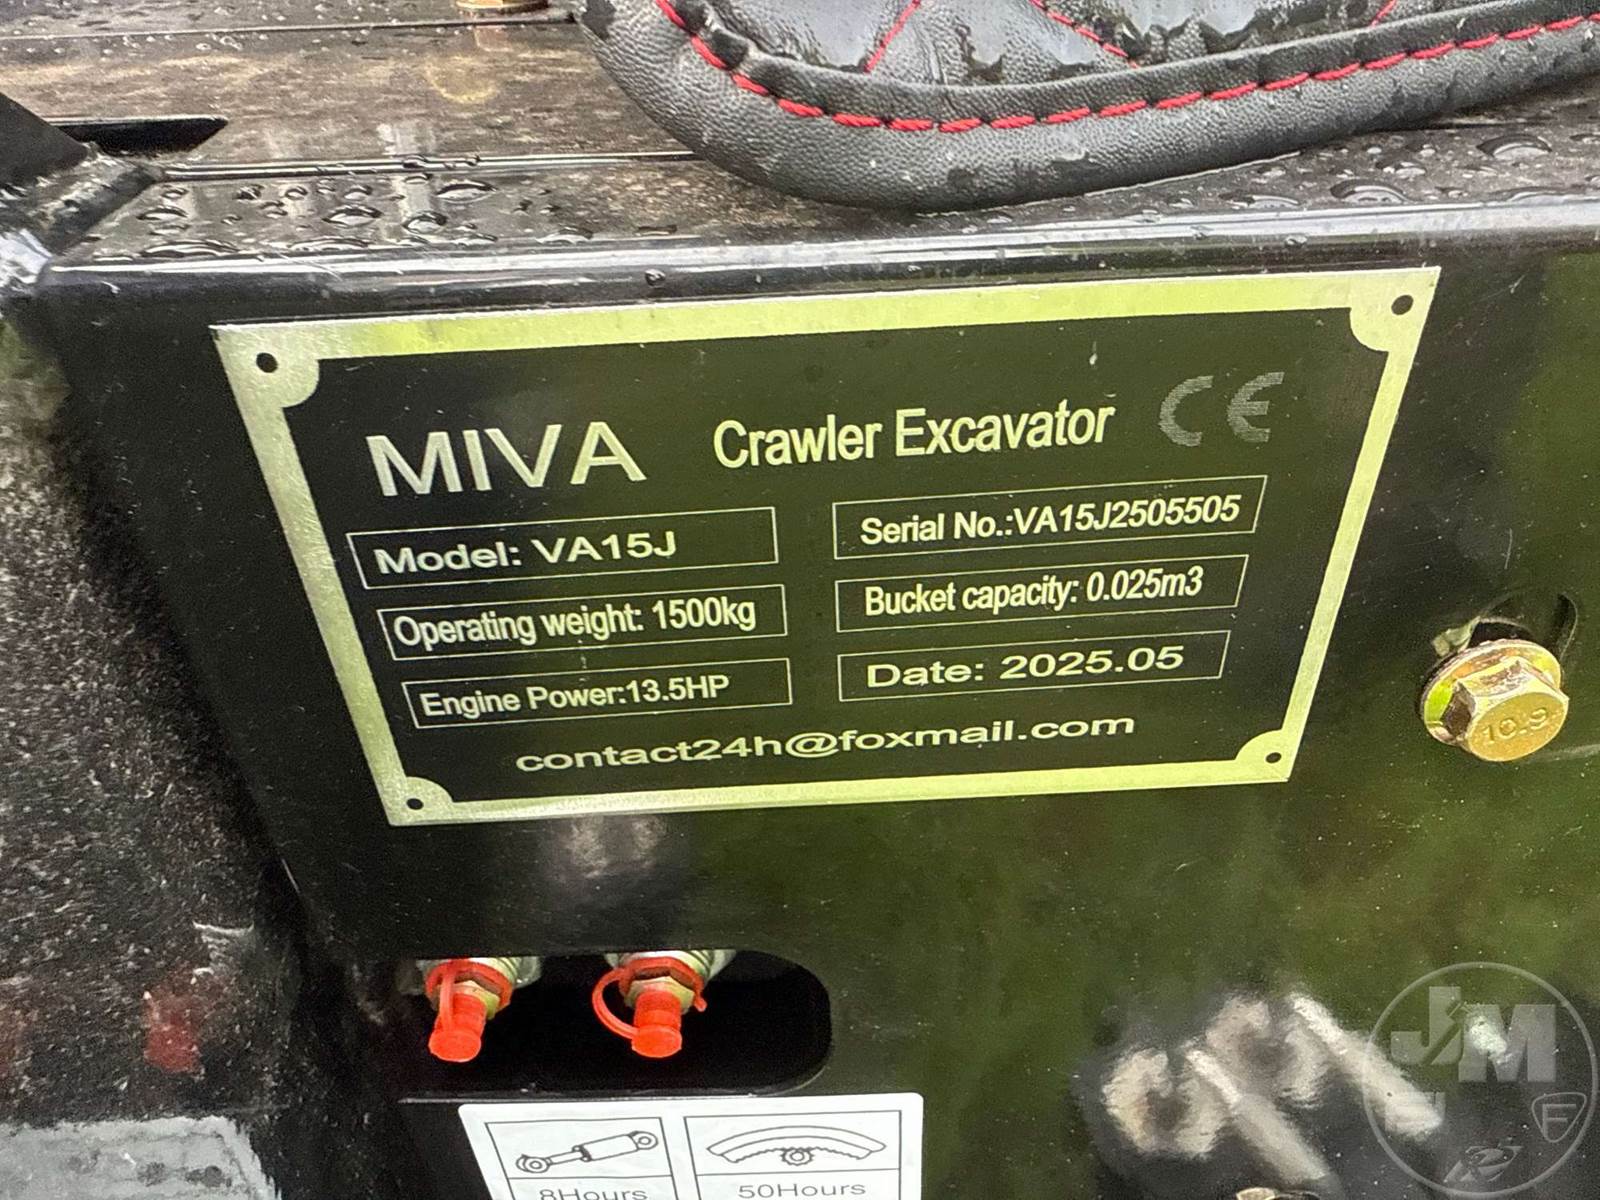 MIVA Crawler Excavator CE
Model: VA15J
Serial No.:VA15J2505505
Operating weight: 1500kg
Bucket capacity: 0.025m3
Engine Power:13.5HP
Date: 2025.05
contact24h@foxmail.com
10.9
8Hours
50Hours
JM
F